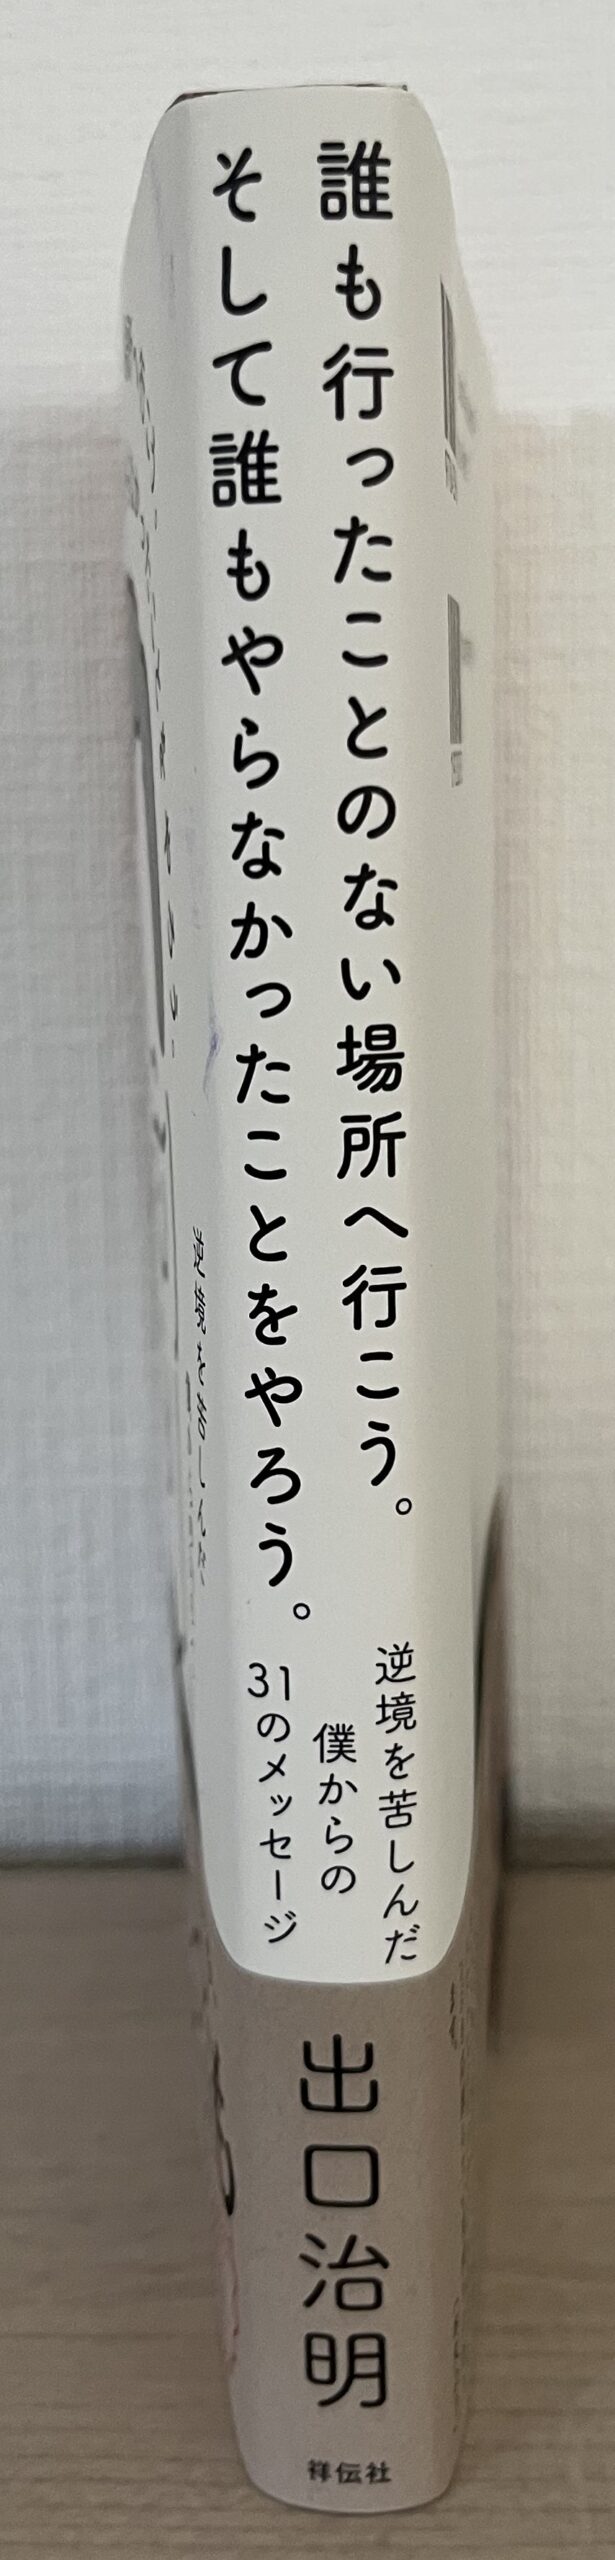 誰も行ったことのない場所へ行こう。
そして誰もやらなかったことをやろう。
逆境を苦しんだ
僕からの
31のメッセージ
出口治明
祥伝社